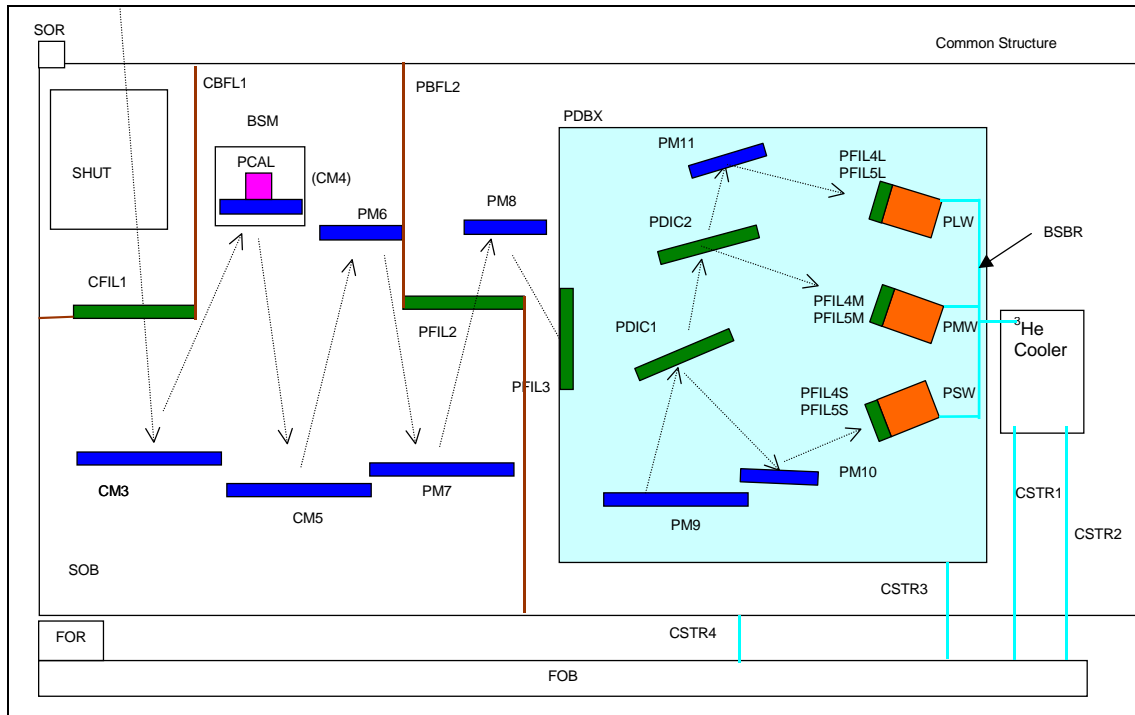 SOR
Common Structure
CBFL1
PBFL2
BSM
PDBX
PM11
PFIL4L
PFIL5L
SHUT
PCAL
(CM4)
PM8
PM6
PDIC2
PLW
BSBR
CFIL1
PFIL4M
PFIL5M
PMW
3He
Cooler
PFIL2
PDIC1
PFIL3
PFIL4S
PFIL5S
PSW
CM3
PM7
PM10
CSTR1
CM5
PM9
CSTR2
SOB
CSTR3
FOR
CSTR4
FOB